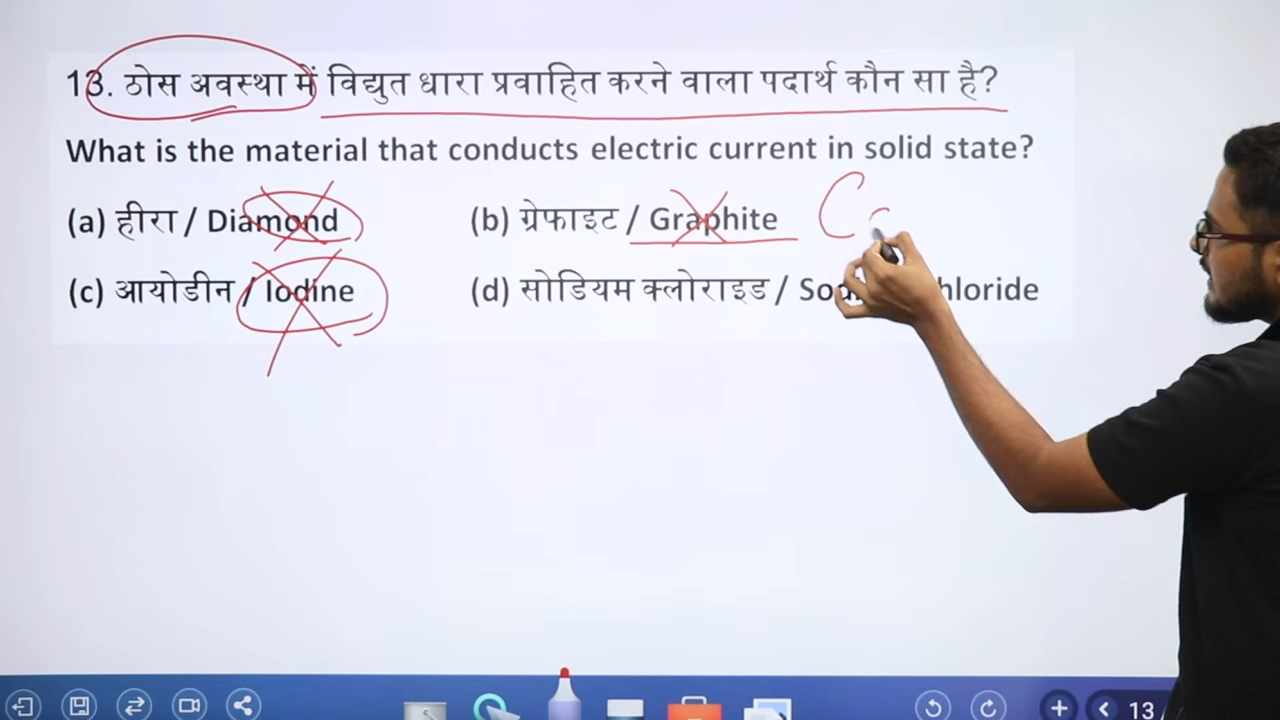 13. ठोस अवस्था में विद्युत धारा प्रवाहित करने वाला पदार्थ कौन सा है?
What is the material that conducts electric current in solid state?
(a) हीरा / Diamond (b) ग्रेफाइट / Graphite C
(c) आयोडीन / Iodine (d) सोडियम क्लोराइड / hloride
13